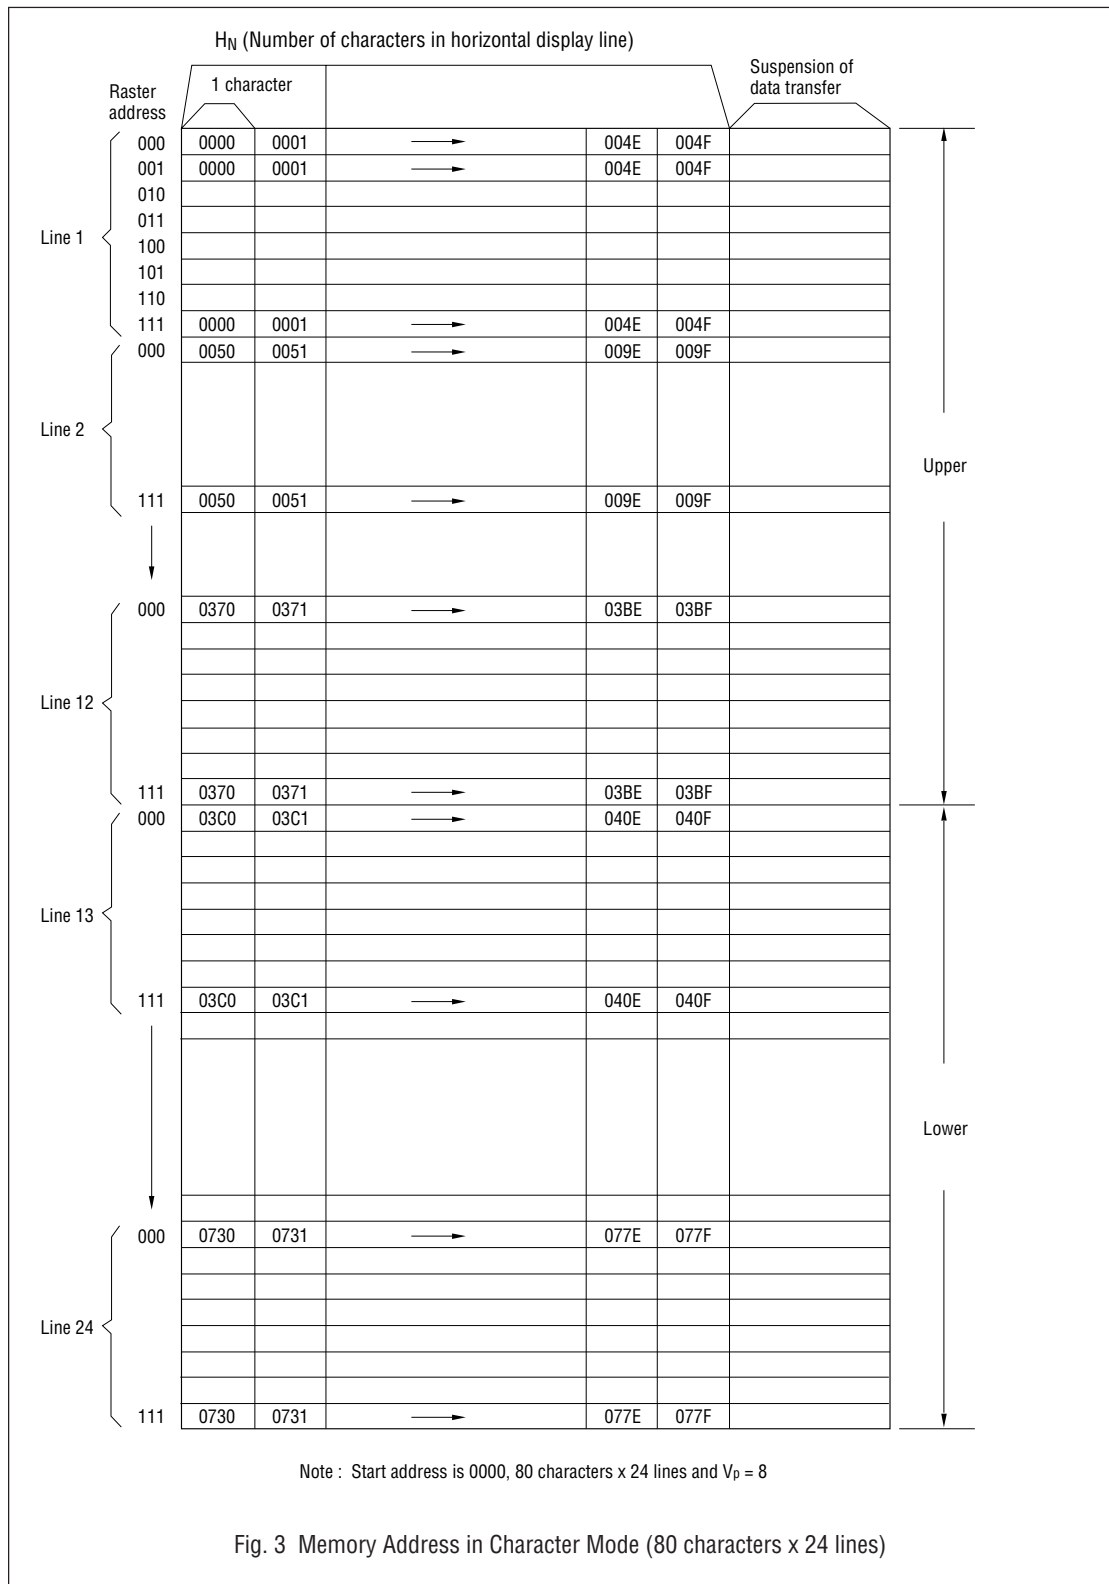 HN (Number of characters in horizontal display line)
Suspension of
data transfer
1 character
Raster
address
000 0000 0001 004E 004F
001 0000 0001 004E 004F
010
011
Line 1
100
101
110
111 0000 0001 004E 004F
000 0050 0051 009E 009F
Line 2
Upper
111 0050 0051 009E 009F
000 0370 0371 03BE 03BF
Line 12
111 0370 0371 03BE 03BF
000 03C0 03C1 040E 040F
Line 13
111 03C0 03C1 040E 040F
Lower
000 0730 0731 077E 077F
Line 24
111 0730 0731 077E 077F
Note : Start address is 0000, 80 characters x 24 lines and Vp = 8
Fig. 3 Memory Address in Character Mode (80 characters x 24 lines)